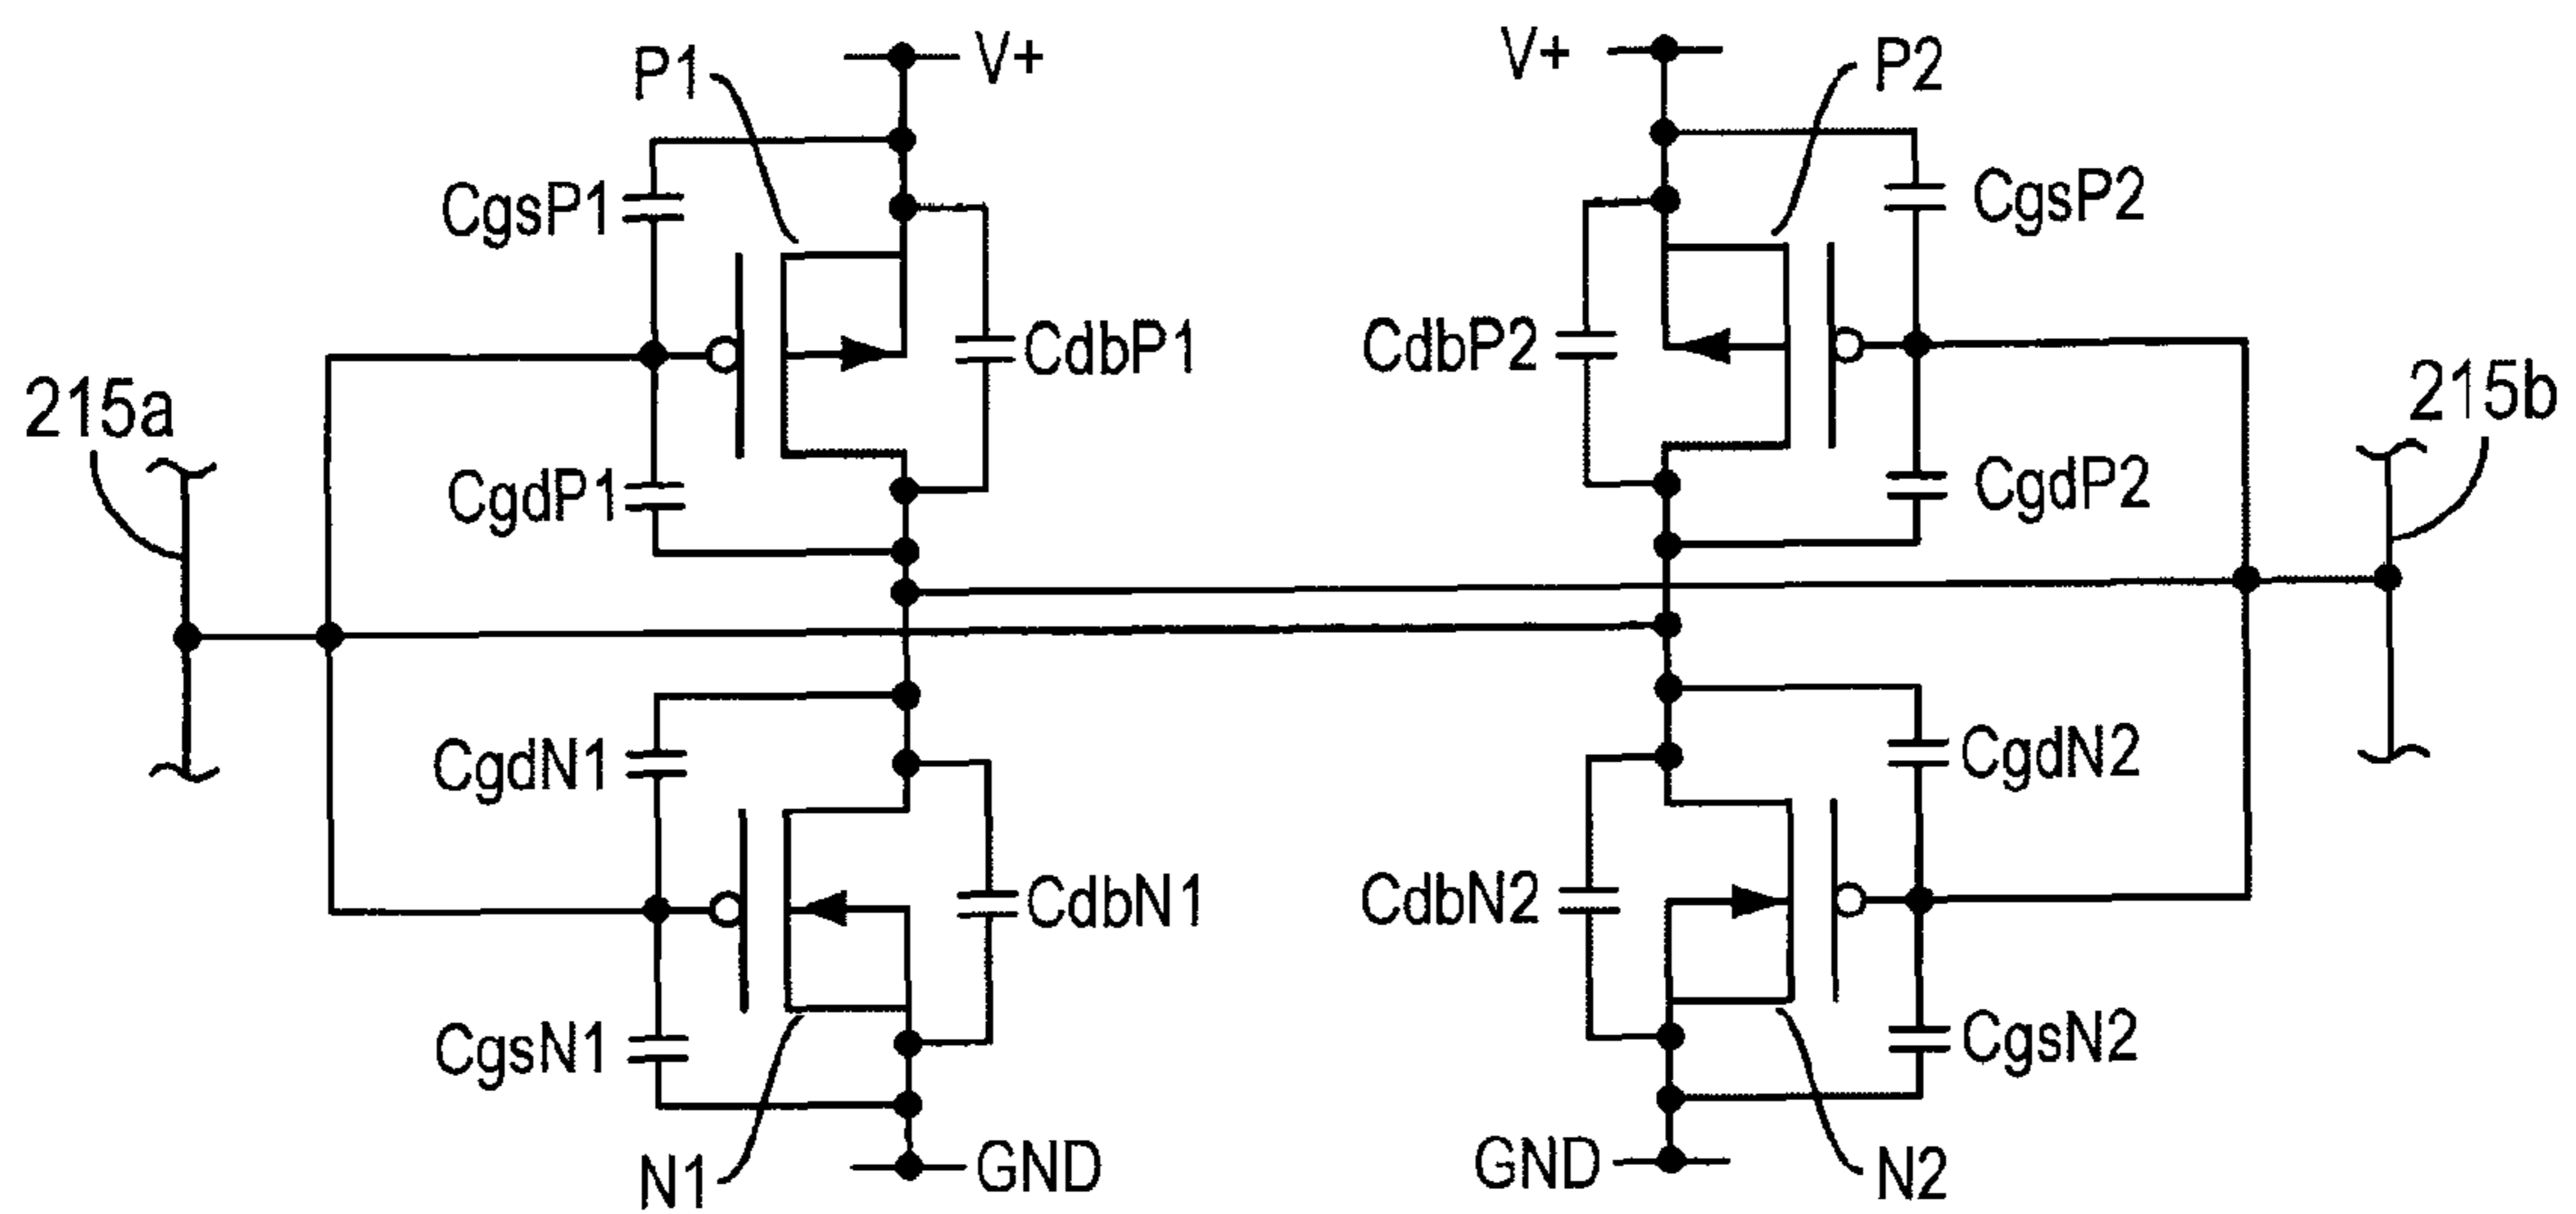 P1
V+
V+
P2
CgsP1
CgsP2
CdbP1
CdbP2
215a
215b
CgdP1
CgdP2
CgdN1
CgdN2
CdbN1
CdbN2
CgsN1
CgsN2
N1
GND
GND
N2